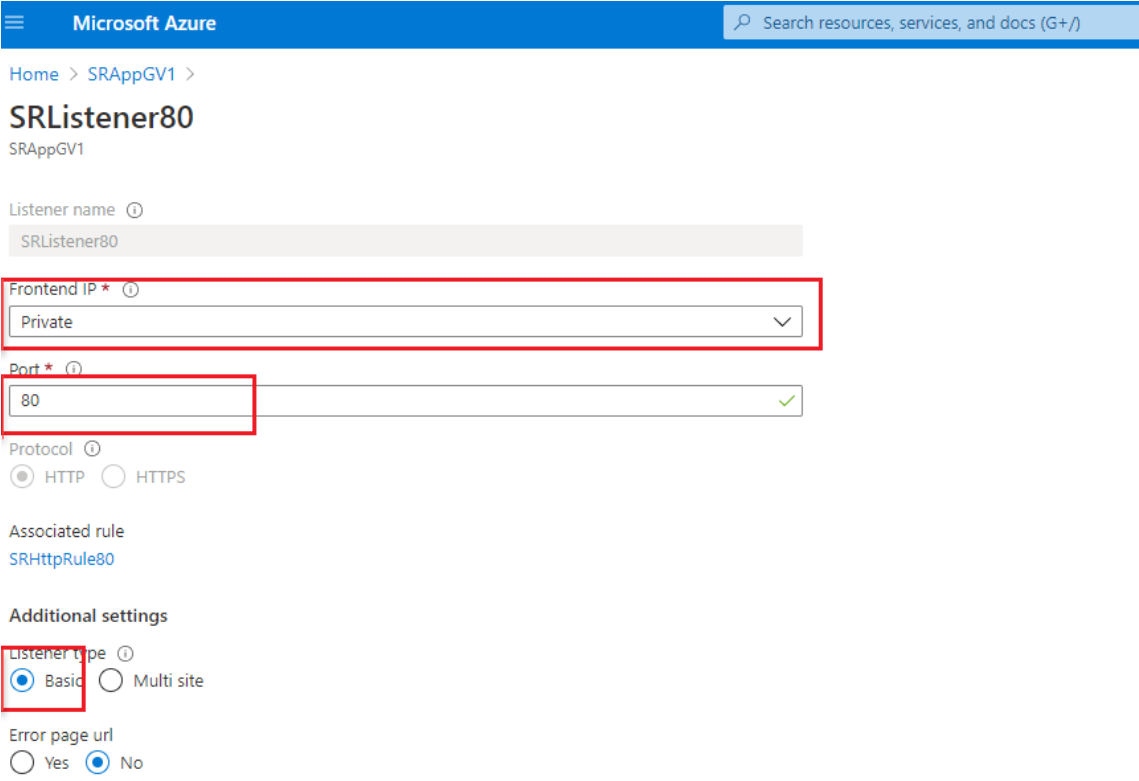 Microsoft Azure
Search resources, services, and docs (G+/)
Home > SRAppGV1 >
SRListener80
SRAppGV1
Listener name
SRListener80
Frontend IP *
Private
Port *
80
Protocol
HTTP HTTPS
Associated rule
SRHttpRule80
Additional settings
Listener type
Basic Multi site
Error page url
Yes No